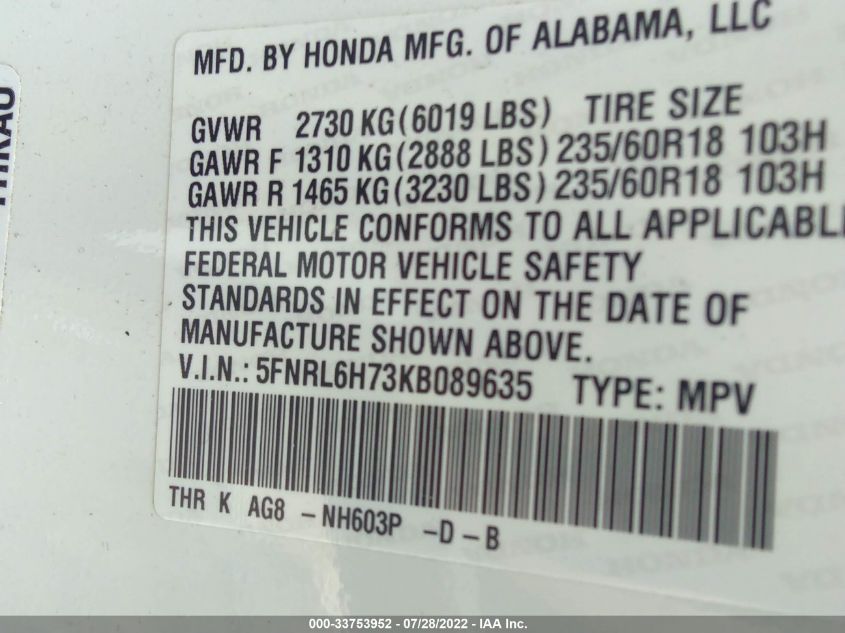 MFD. BY HONDA MFG. OF ALABAMA, LLC
GVWR 2730 KG (6019 LBS) TIRE SIZE
GAWR F 1310 KG (2888 LBS) 235/60R18 103H
GAWR R 1465 KG (3230 LBS) 235/60R18 103H
THIS VEHICLE CONFORMS TO ALL APPLICABL
FEDERAL MOTOR VEHICLE SAFETY
STANDARDS IN EFFECT ON THE DATE OF
MANUFACTURE SHOWN ABOVE.
V.I.N.: 5FNRL6H73KB089635 TYPE: MPV
THR K AG8 -NH603P -D-B
000-33753952 / 07/28/2022 - IAA Inc.